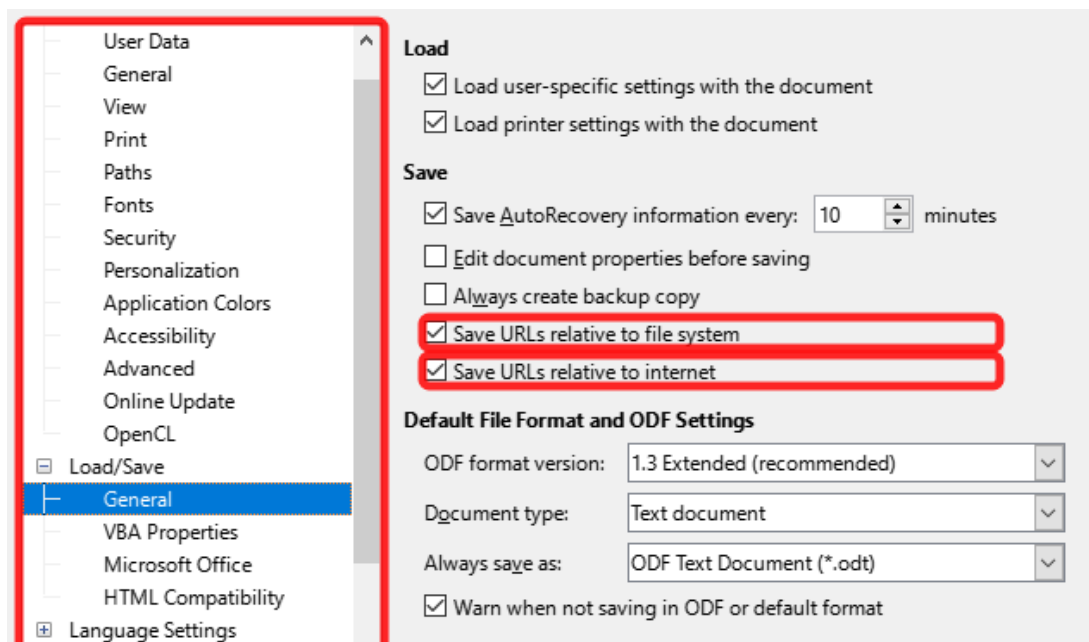 User Data
General
View
Print
Paths
Fonts
Security
Personalization
Application Colors
Accessibility
Advanced
Online Update
OpenCL
Load/Save
General
VBA Properties
Microsoft Office
HTML Compatibility
Language Settings
Load
Load user-specific settings with the document
Load printer settings with the document
Save
Save AutoRecovery information every: 10 minutes
Edit document properties before saving
Always create backup copy
Save URLs relative to file system
Save URLs relative to internet
Default File Format and ODF Settings
ODF format version: 1.3 Extended (recommended)
Document type: Text document
Always save as: ODF Text Document (*.odt)
Warn when not saving in ODF or default format